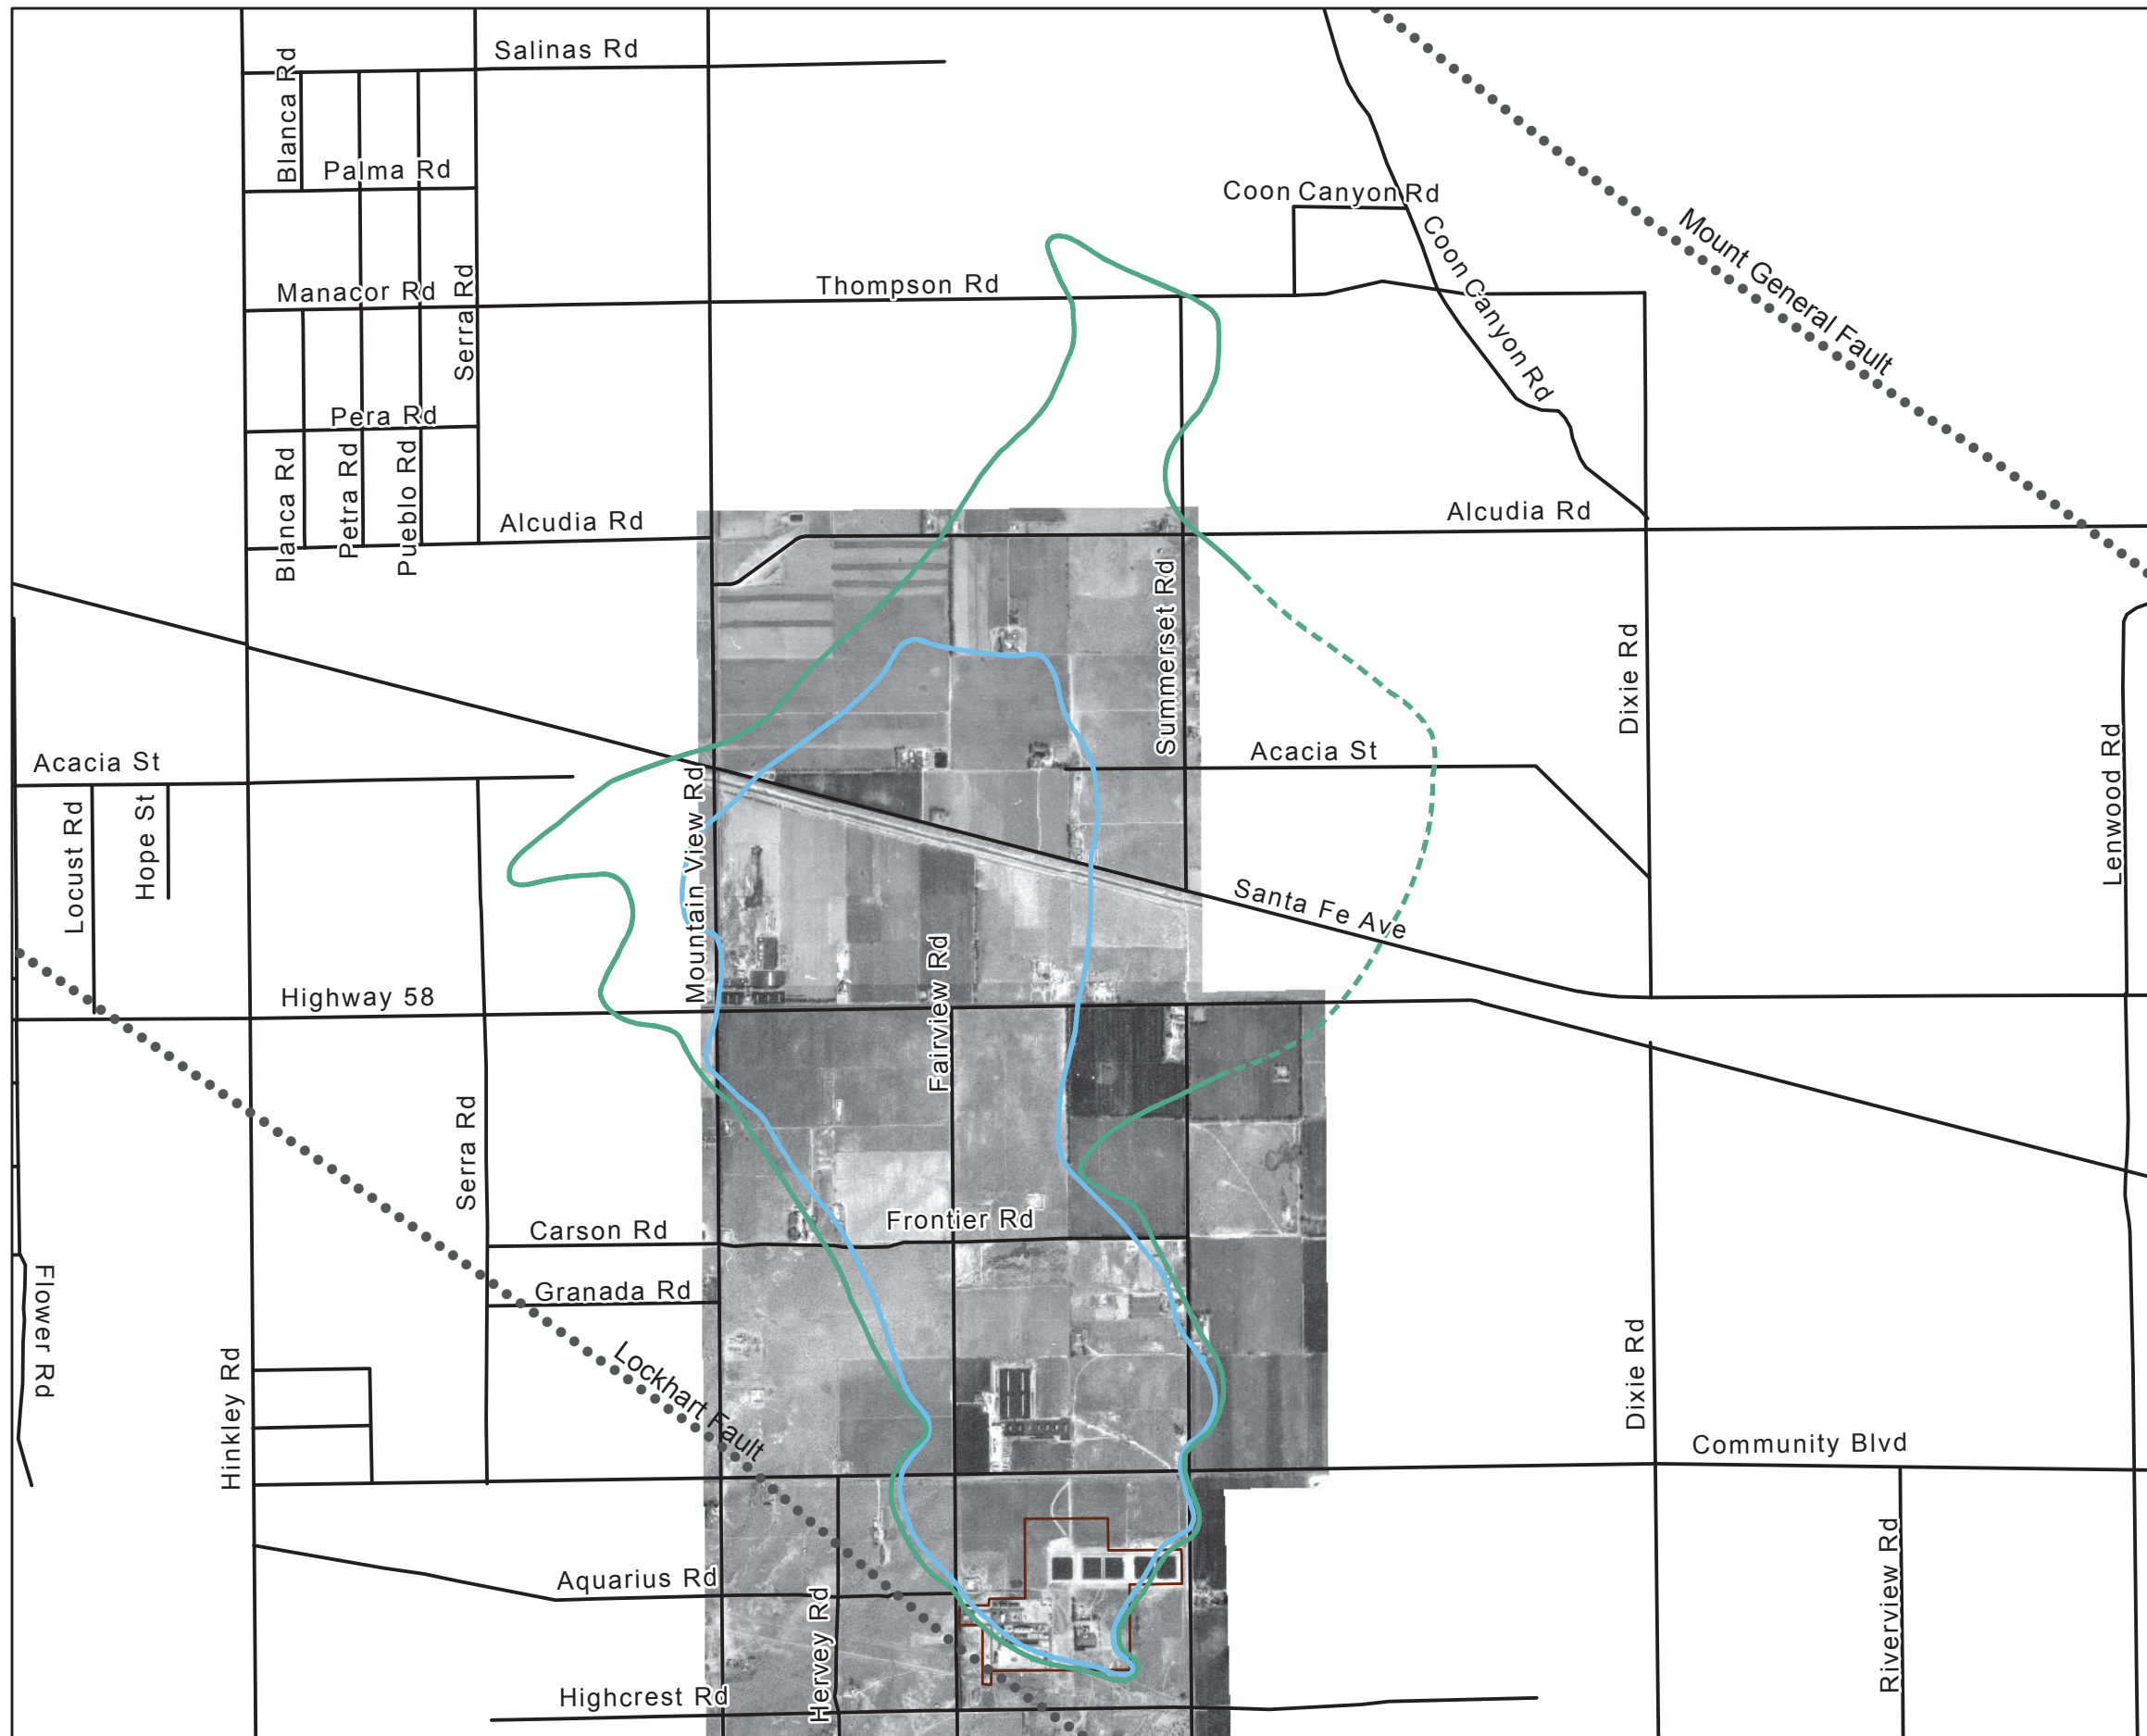 Salinas Rd
Blanca Rd
Palma Rd
Coon Canyon Rd
Mount General Fault
Coon Canyon Rd
Manacor Rd
Serra Rd
Thompson Rd
Pera Rd
Blanca Rd
Petra Rd
Pueblo Rd
Alcudia Rd
Alcudia Rd
Summerset Rd
Dixie Rd
Acacia St
Acacia St
Lenwood Rd
Locust Rd
Hope St
Mountain View Rd
Santa Fe Ave
Fairview Rd
Highway 58
Serra Rd
Carson Rd
Frontier Rd
Granada Rd
Flower Rd
Hinkley Rd
Lockhart Fault
Dixie Rd
Community Blvd
Aquarius Rd
Hervey Rd
Riverview Rd
Highcrest Rd